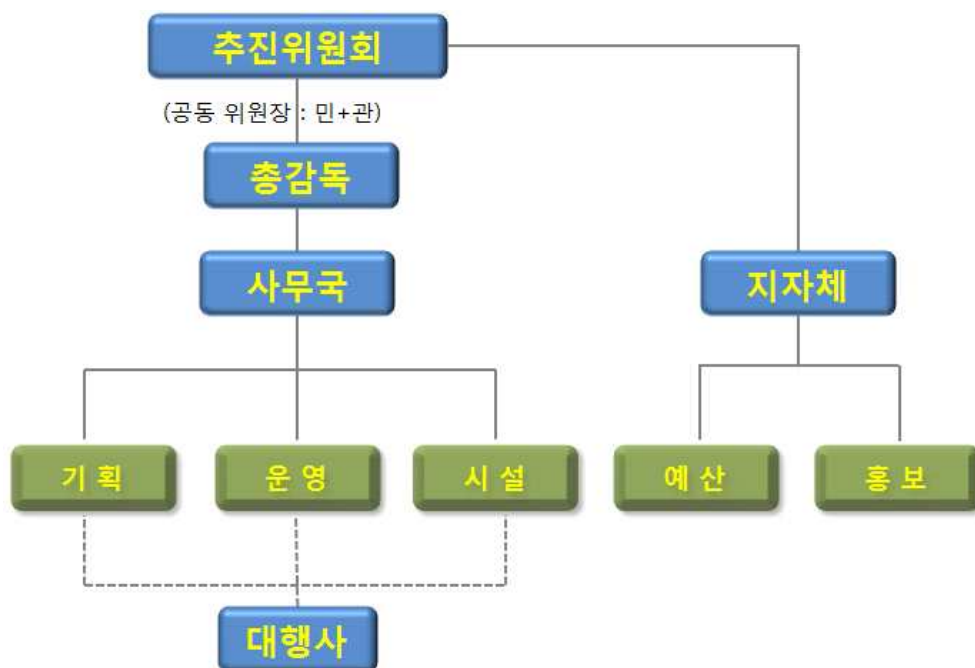 추진위원회
(공동 위원장 : 민+관)
총감독
사무국
지자체
기 획
운 영
시 설
예 산
홍 보
대행사